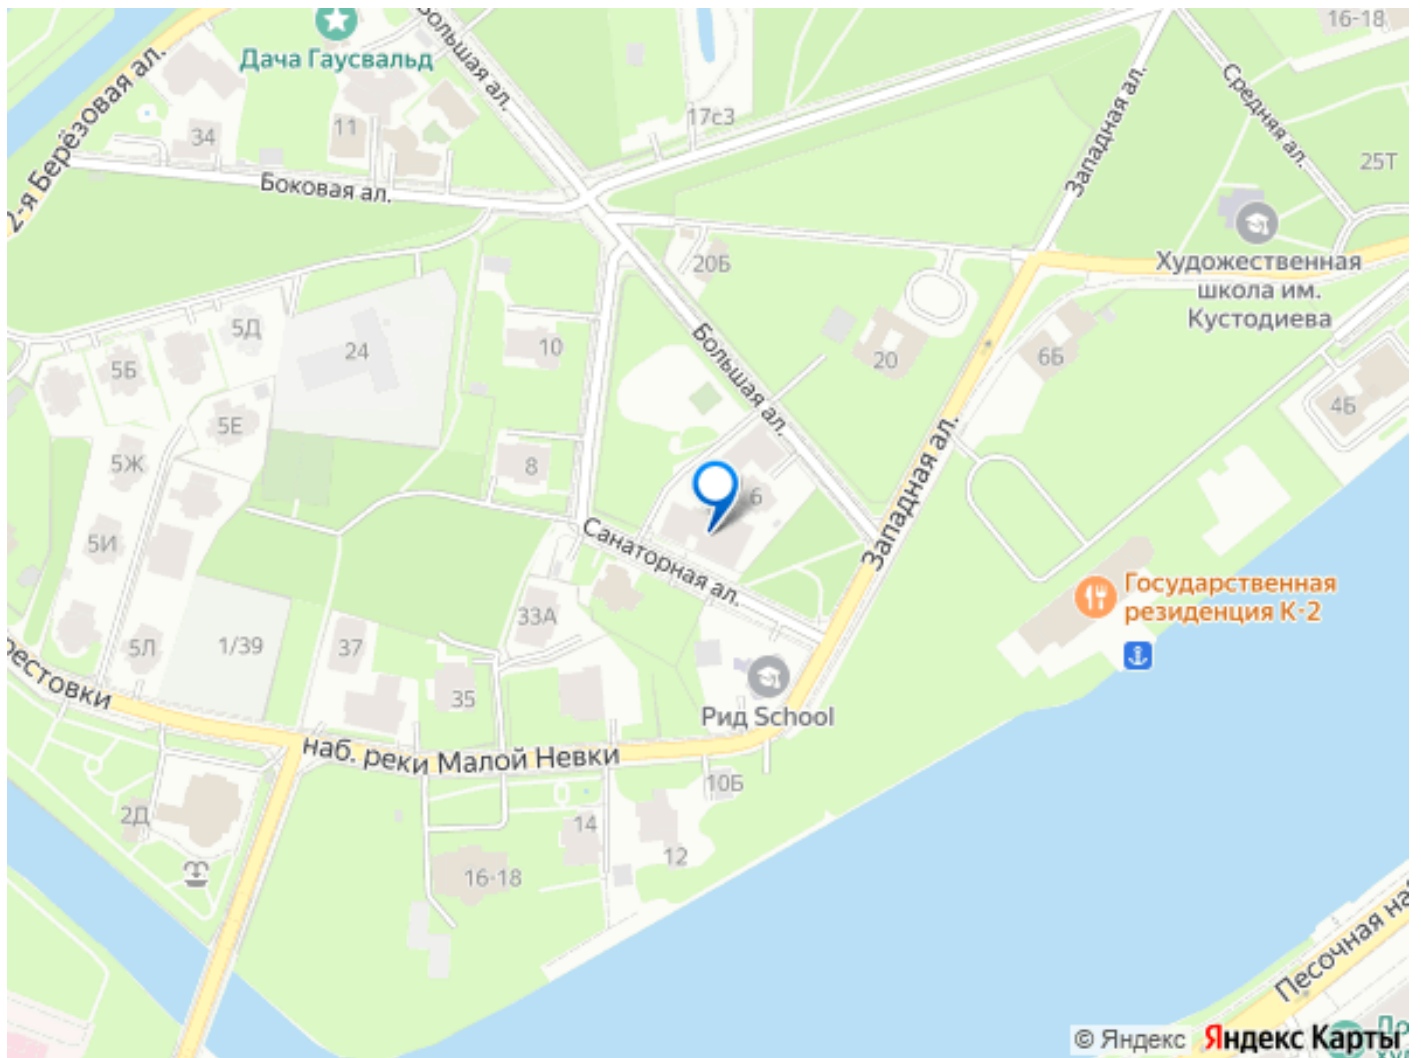 16-18
Дача Гаусвальд
Большая ал.
2-я Берёзовая ал.
34
11
17с3
Западная ал.
Средняя ал.
25Т
Боковая ал.
20Б
Художественная
школа им.
Кустодиева
5Д
24
10
Большая ал.
20
6Б
5Б
4Б
5Е
5Ж
8
6
Западная ал.
5И
Санаторная ал.
Государственная
резиденция К-2
33А
5Л
1/39
37
35
рестовки
Рид School
наб. реки Малой Невки
10Б
2Д
14
12
16-18
Песочная наб
© Яндекс Яндекс Карты